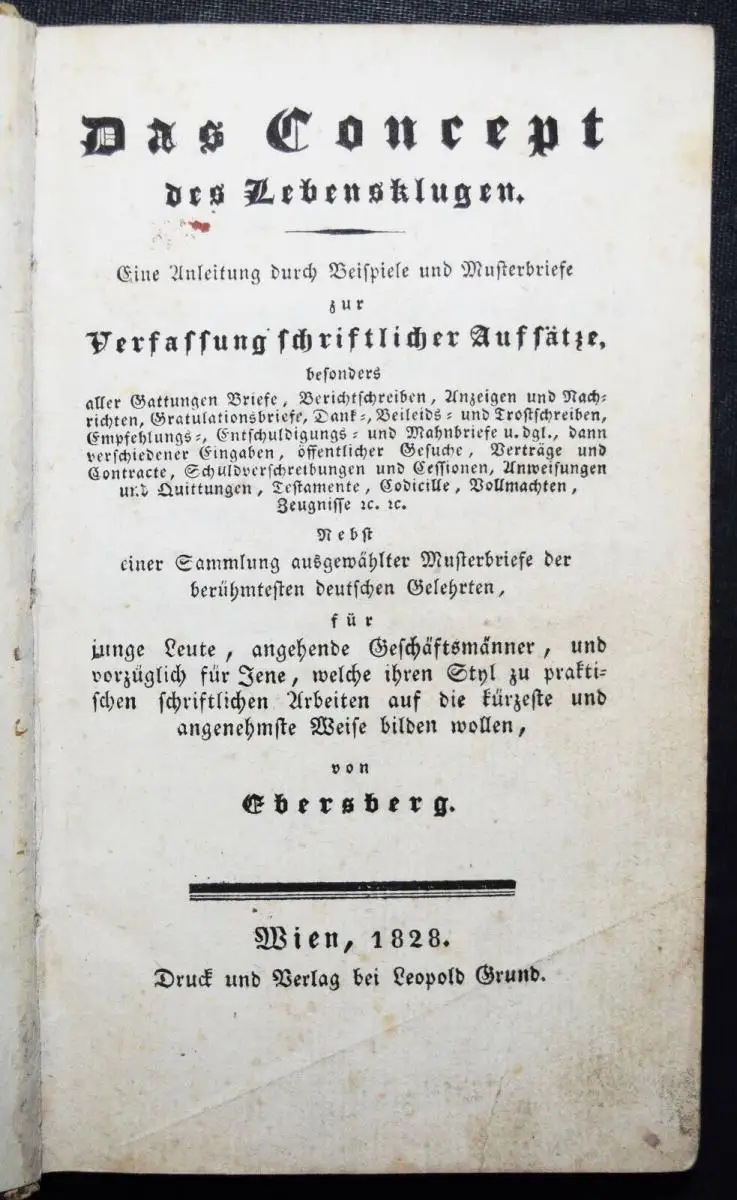 Das Concept
des Lebensklugen.
Eine Anleitung durch Beispiele und Musterbriefe
zur
Verfassung schriftlicher Aufsätze,
besonders
aller Gattungen Briefe, Berichtschreiben, Anzeigen und Nach-
richten, Gratulationsbriefe, Dank-, Beileids- und Trostschreiben,
Empfehlungs-, Entschuldigungs- und Mahnbriefe u. dgl., dann
verschiedener Eingaben, öffentlicher Gesuche, Verträge und
Contracte, Schuldverschreibungen und Cessionen, Anweisungen
und Quittungen, Testamente, Codicille, Vollmachten,
Zeugnisse ꝛc. ꝛc.
Nebst
einer Sammlung ausgewählter Musterbriefe der
berühmtesten deutschen Gelehrten,
für
junge Leute, angehende Geschäftsmänner, und
vorzüglich für Jene, welche ihren Styl zu prakti-
schen schriftlichen Arbeiten auf die kürzeste und
angenehmste Weise bilden wollen,
von
Ebersberg.
Wien, 1828.
Druck und Verlag bei Leopold Grund.